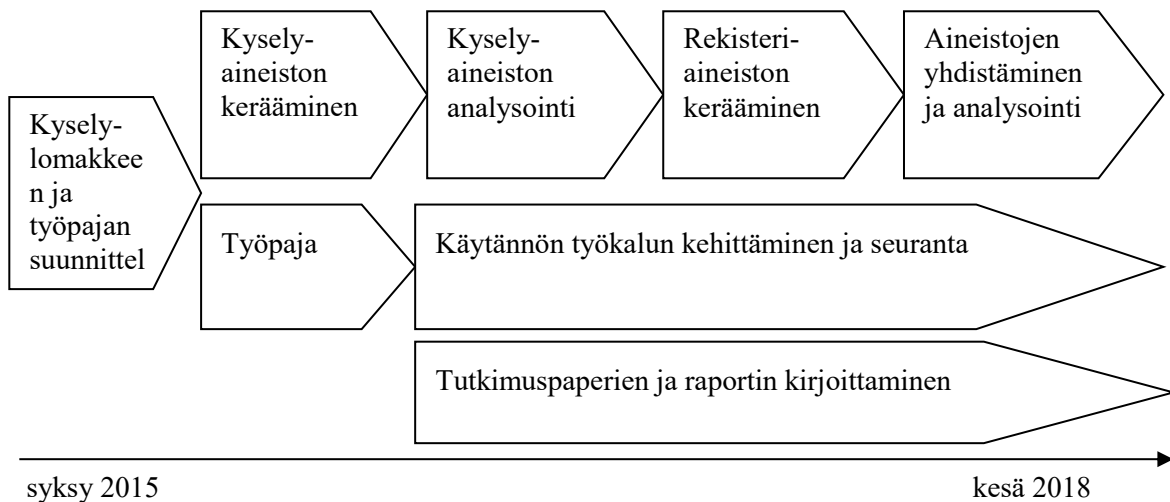 Kysely-
lomakkee
n ja
työpajan
suunnittel
Kysely-
aineiston
kerääminen
Kysely-
aineiston
analysointi
Rekisteri-
aineiston
kerääminen
Aineistojen
yhdistäminen
ja analysointi
Työpaja
Käytännön työkalun kehittäminen ja seuranta
Tutkimuspaperien ja raportin kirjoittaminen
syksy 2015
kesä 2018